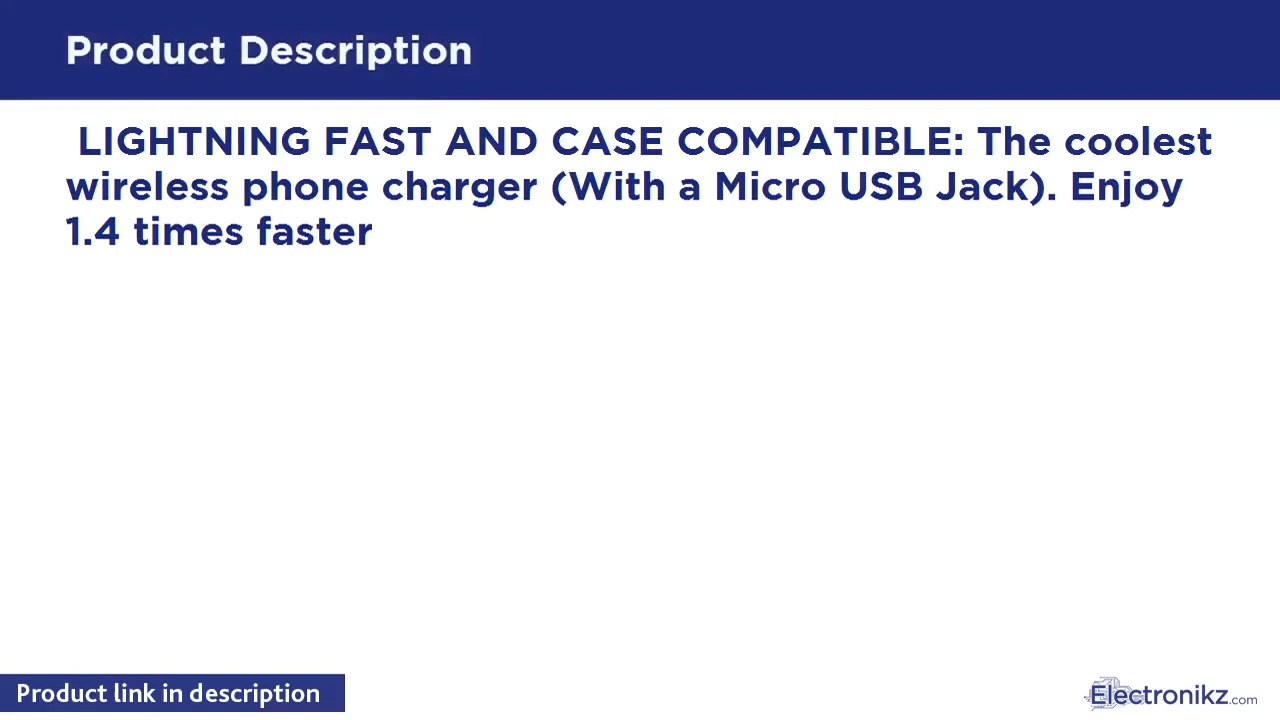 Product Description
LIGHTNING FAST AND CASE COMPATIBLE: The coolest
wireless phone charger (With a Micro USB Jack). Enjoy
1.4 times faster
Product link in description
Electronikz.com